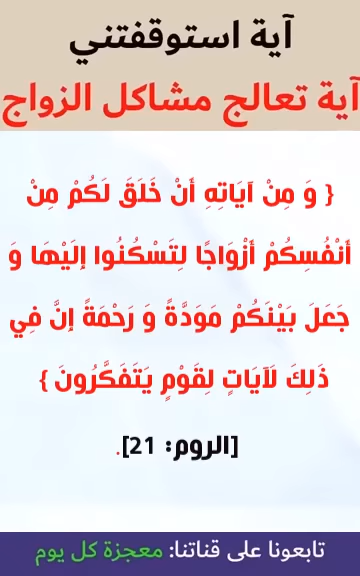 آية استوقفتني
آية تعالج مشاكل الزواج
{ وَ مِنْ آيَاتِهِ أَنْ خَلَقَ لَكُمْ مِنْ
أَنْفُسِكُمْ أَزْوَاجًا لِتَسْكُنُوا إِلَيْهَا وَ
جَعَلَ بَيْنَكُمْ مَوَدَّةً وَ رَحْمَةً إِنَّ فِي
ذَلِكَ لَآيَاتٍ لِقَوْمٍ يَتَفَكَّرُونَ }
[الروم: 21].
تابعونا على قناتنا: معجزة كل يوم